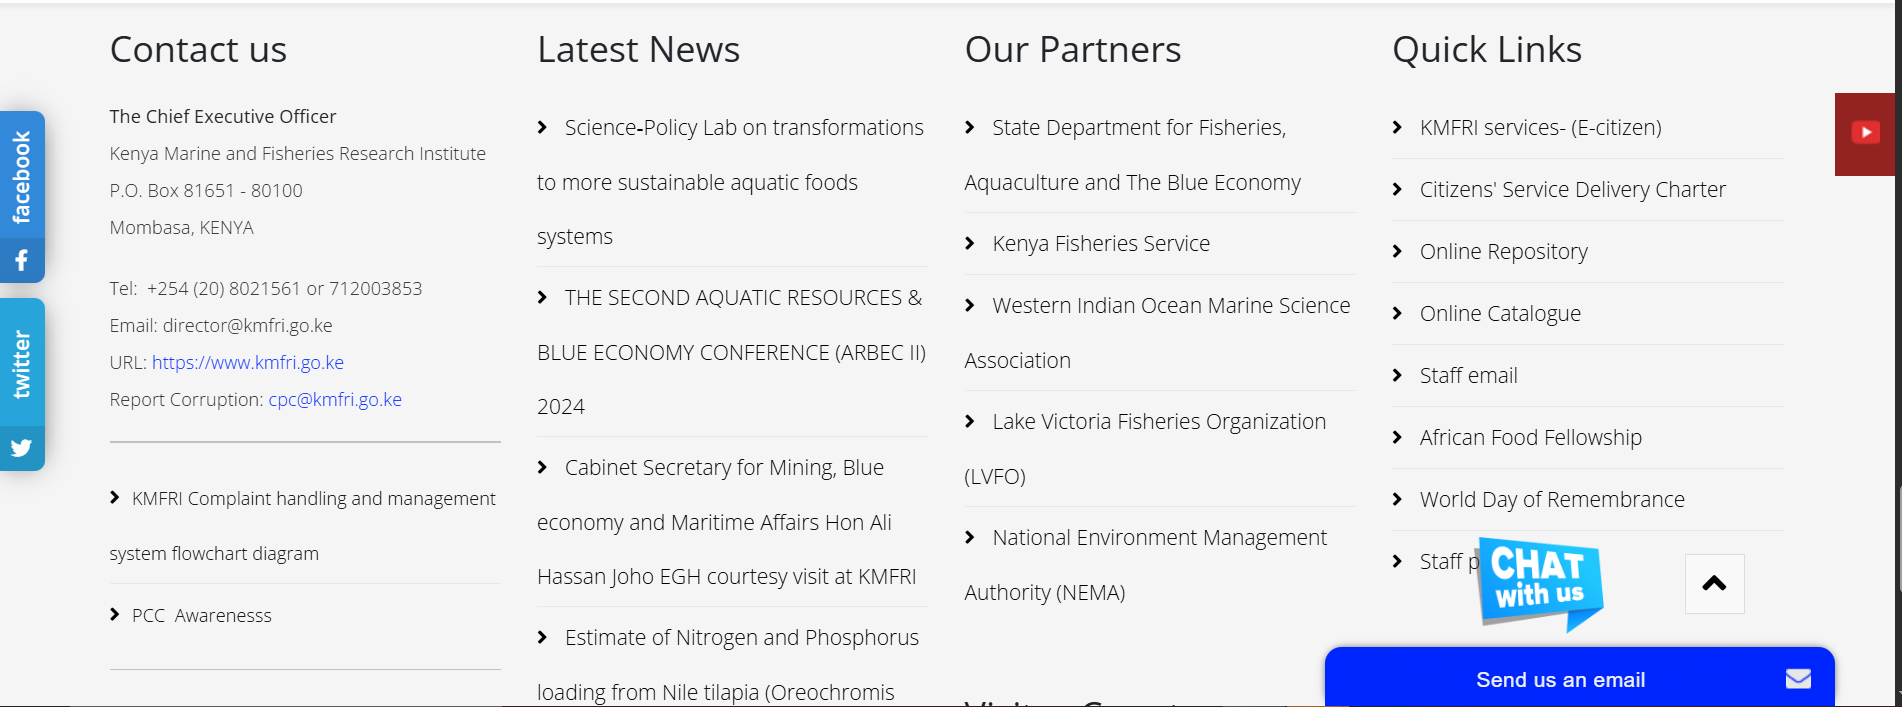 Contact us
The Chief Executive Officer
Kenya Marine and Fisheries Research Institute
P.O. Box 81651 - 80100
Mombasa, KENYA
Tel:  +254 (20) 8021561 or 712003853
Email: director@kmfri.go.ke
URL: https://www.kmfri.go.ke
Report Corruption: cpc@kmfri.go.ke
KMFRI Complaint handling and management
system flowchart diagram
PCC  Awarenesss
Latest News
Science-Policy Lab on transformations
to more sustainable aquatic foods
systems
THE SECOND AQUATIC RESOURCES &
BLUE ECONOMY CONFERENCE (ARBEC II)
2024
Cabinet Secretary for Mining, Blue
economy and Maritime Affairs Hon Ali
Hassan Joho EGH courtesy visit at KMFRI
Estimate of Nitrogen and Phosphorus
loading from Nile tilapia (Oreochromis
Our Partners
State Department for Fisheries,
Aquaculture and The Blue Economy
Kenya Fisheries Service
Western Indian Ocean Marine Science
Association
Lake Victoria Fisheries Organization
(LVFO)
National Environment Management
Authority (NEMA)
Quick Links
KMFRI services- (E-citizen)
Citizens' Service Delivery Charter
Online Repository
Online Catalogue
Staff email
African Food Fellowship
World Day of Remembrance
Staff
CHAT
with us
Send us an email
facebook
twitter